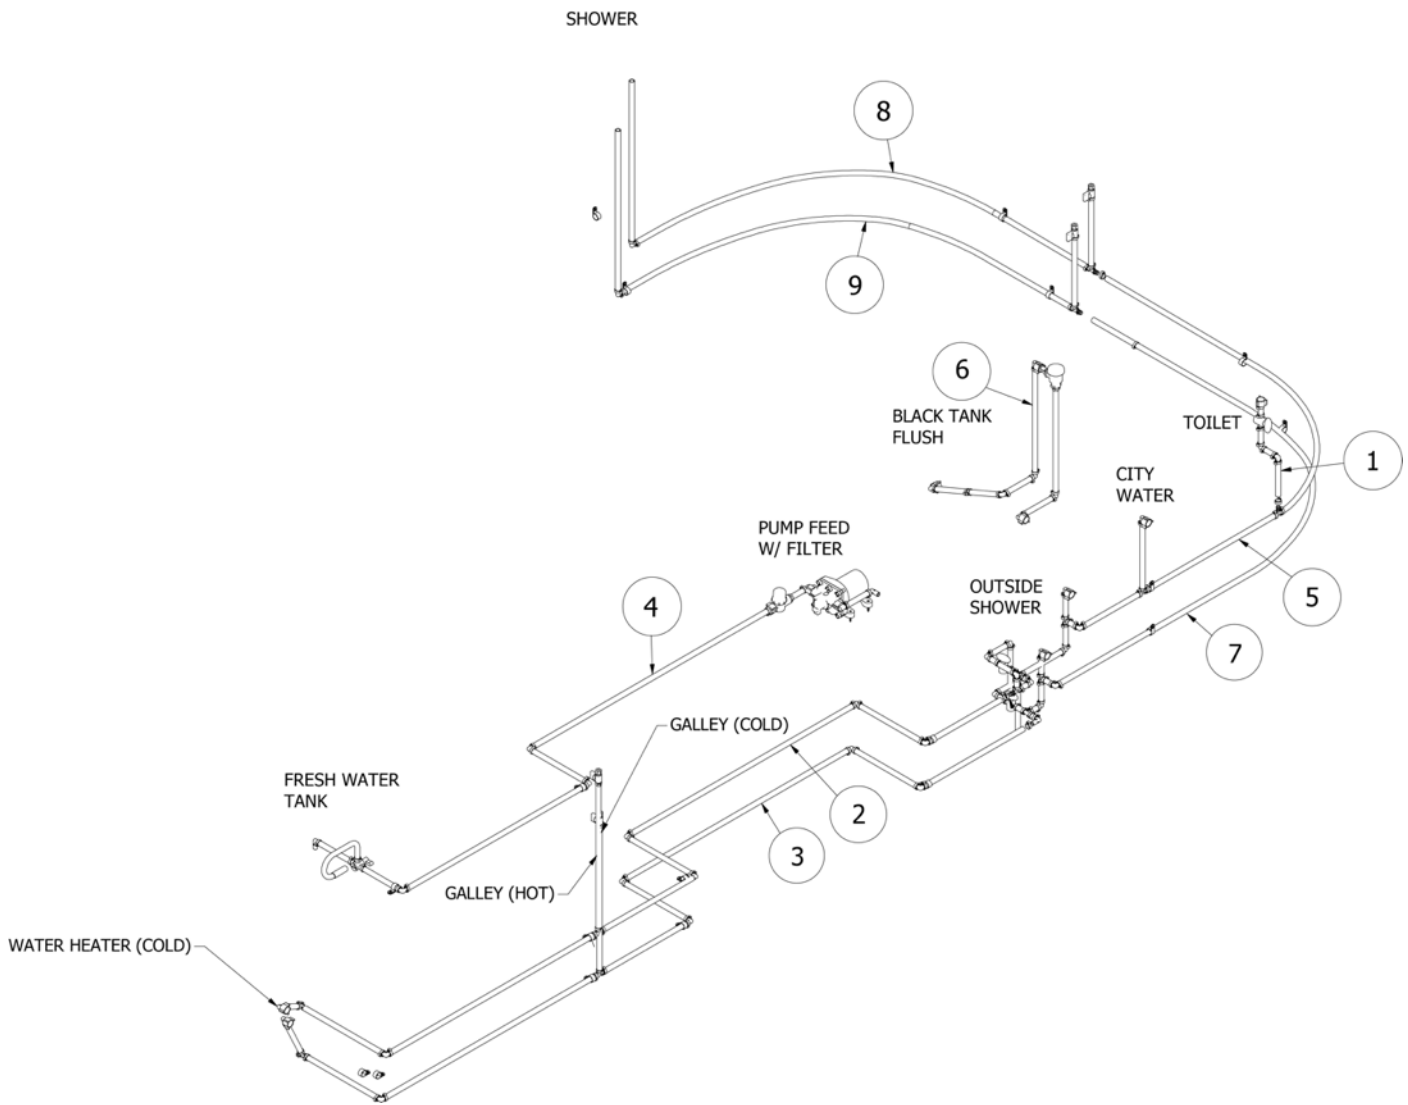 SHOWER
8
9
6
BLACK TANK
FLUSH
TOILET
1
CITY
WATER
PUMP FEED
W/ FILTER
OUTSIDE
SHOWER
5
4
7
GALLEY (COLD)
FRESH WATER
TANK
2
3
GALLEY (HOT)
WATER HEATER (COLD)